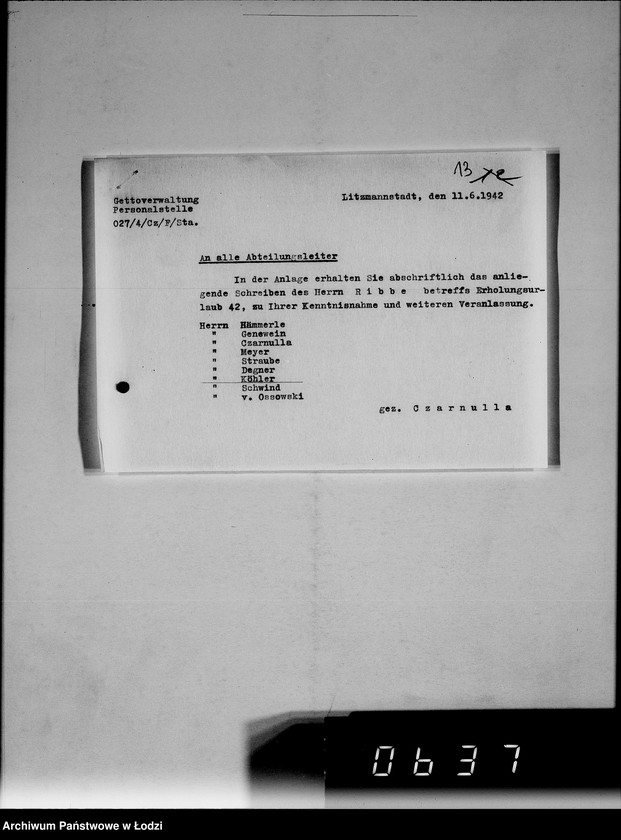 13
Gettoverwaltung
Personalstelle
027/4/Cz/F/Sta.
Litzmannstadt, den 11.6.1942
An alle Abteilungsleiter
In der Anlage erhalten Sie abschriftlich das anlie-
gende Schreiben des Herrn R i b b e betreffs Erholungsur-
laub 42, zu Ihrer Kenntnisnahme und weiteren Veranlassung.
Herrn Hämmerle
" Genewein
" Czarnulla
" Meyer
" Straube
" Degner
" Köhler
" Schwind
" v. Ossowski
gez. C z a r n u l l a
0637
Archiwum Państwowe w Łodzi